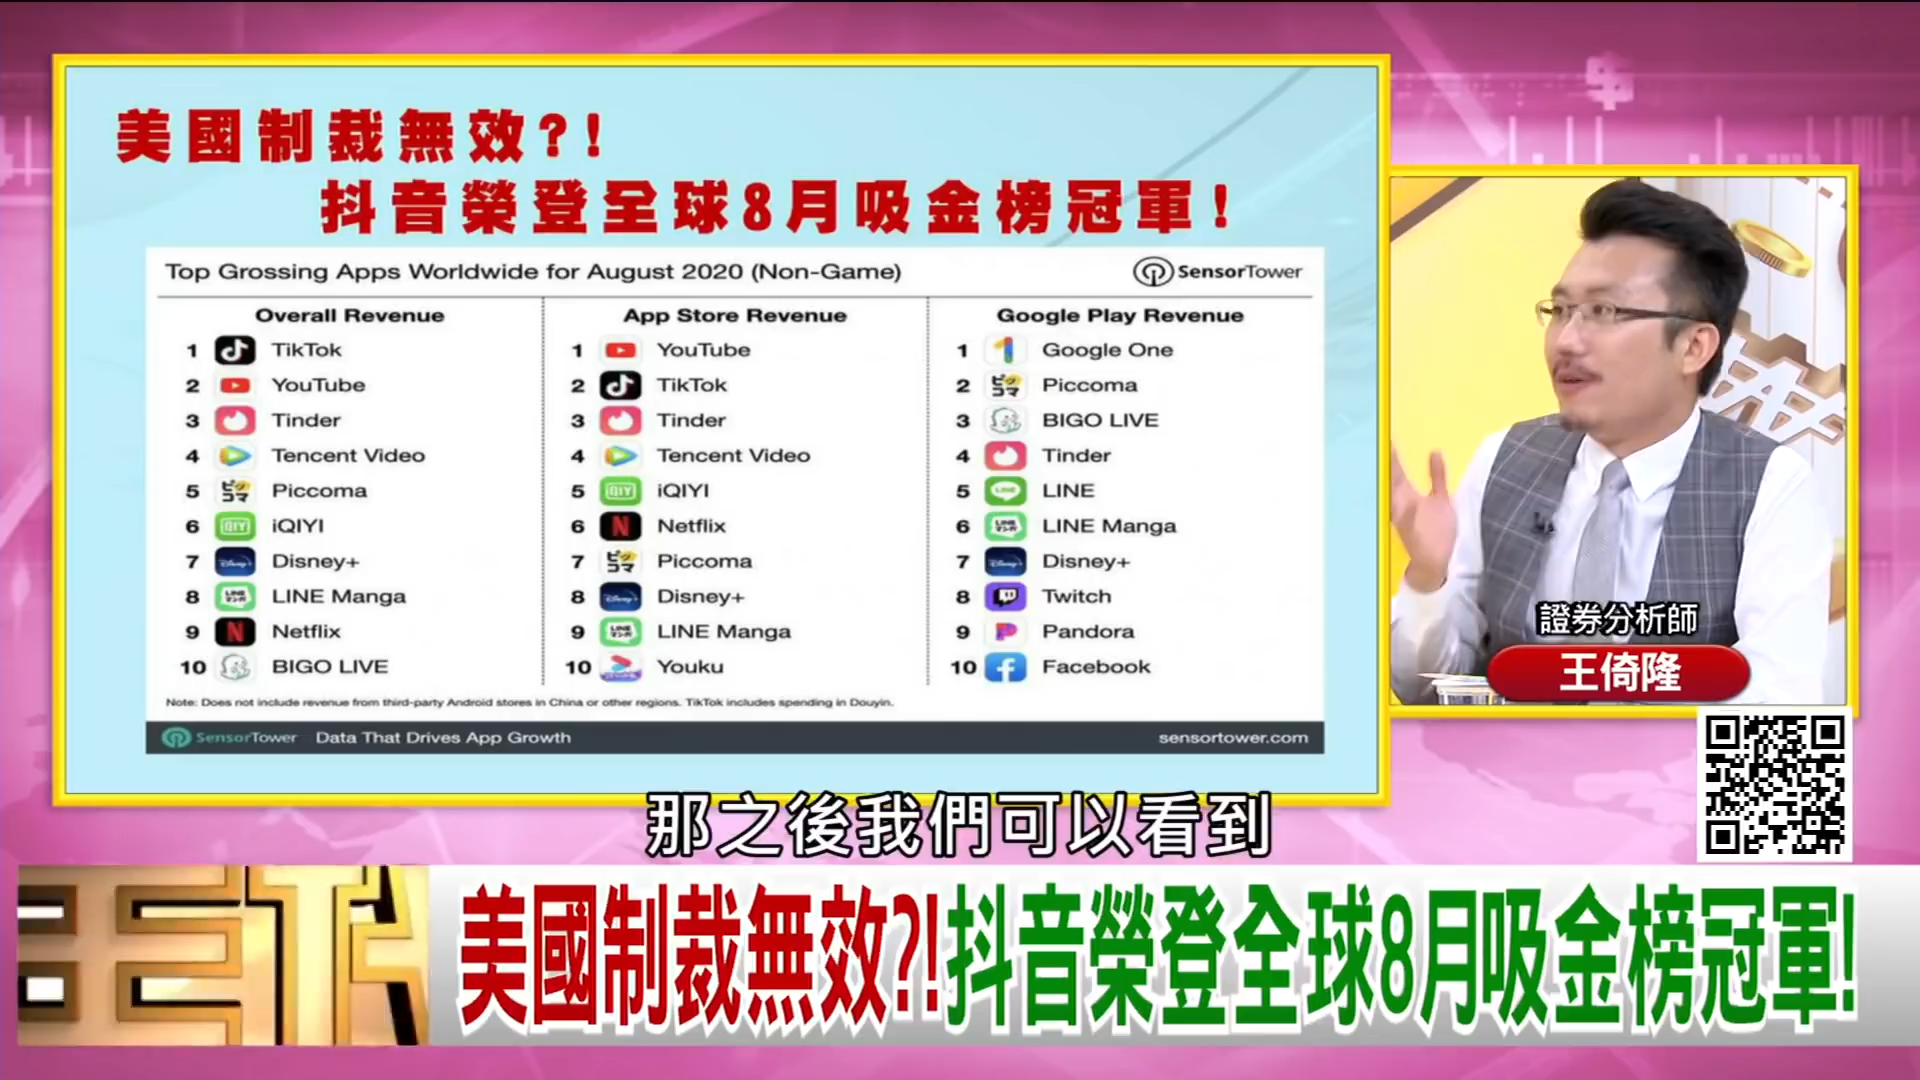 美國制裁無效?!
抖音榮登全球8月吸金榜冠軍!
Top Grossing Apps Worldwide for August 2020 (Non-Game)
SensorTower
Overall Revenue
1 TikTok
2 YouTube
3 Tinder
4 Tencent Video
5 Piccoma
6 iQIYI
7 Disney+
8 LINE Manga
9 Netflix
10 BIGO LIVE
App Store Revenue
1 YouTube
2 TikTok
3 Tinder
4 Tencent Video
5 iQIYI
6 Netflix
7 Piccoma
8 Disney+
9 LINE Manga
10 Youku
Google Play Revenue
1 Google One
2 Piccoma
3 BIGO LIVE
4 Tinder
5 LINE
6 LINE Manga
7 Disney+
8 Twitch
9 Pandora
10 Facebook
Note: Does not include revenue from third-party Android stores in China or other regions. TikTok includes spending in Douyin.
SensorTower Data That Drives App Growth
sensortower.com
證券分析師
王倚隆
那之後我們可以看到
美國制裁無效?!抖音榮登全球8月吸金榜冠軍!